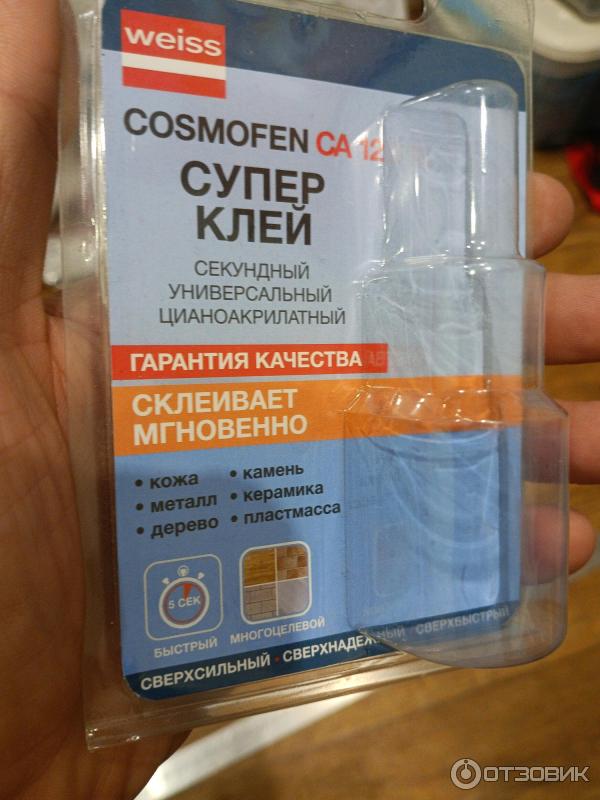 weiss
COSMOFEN CA 12
СУПЕР
КЛЕЙ
СЕКУНДНЫЙ
УНИВЕРСАЛЬНЫЙ
ЦИАНОАКРИЛАТНЫЙ
ГАРАНТИЯ КАЧЕСТВА
СКЛЕИВАЕТ
МГНОВЕННО
• кожа
• металл
• дерево
• камень
• керамика
• пластмасса
5 СЕК
БЫСТРЫЙ
МНОГОЦЕЛЕВОЙ
СВЕРХСИЛЬНЫЙ • СВЕРХНАДЕЖНЫЙ СВЕРХБЫСТРЫЙ
ОТЗОВИК